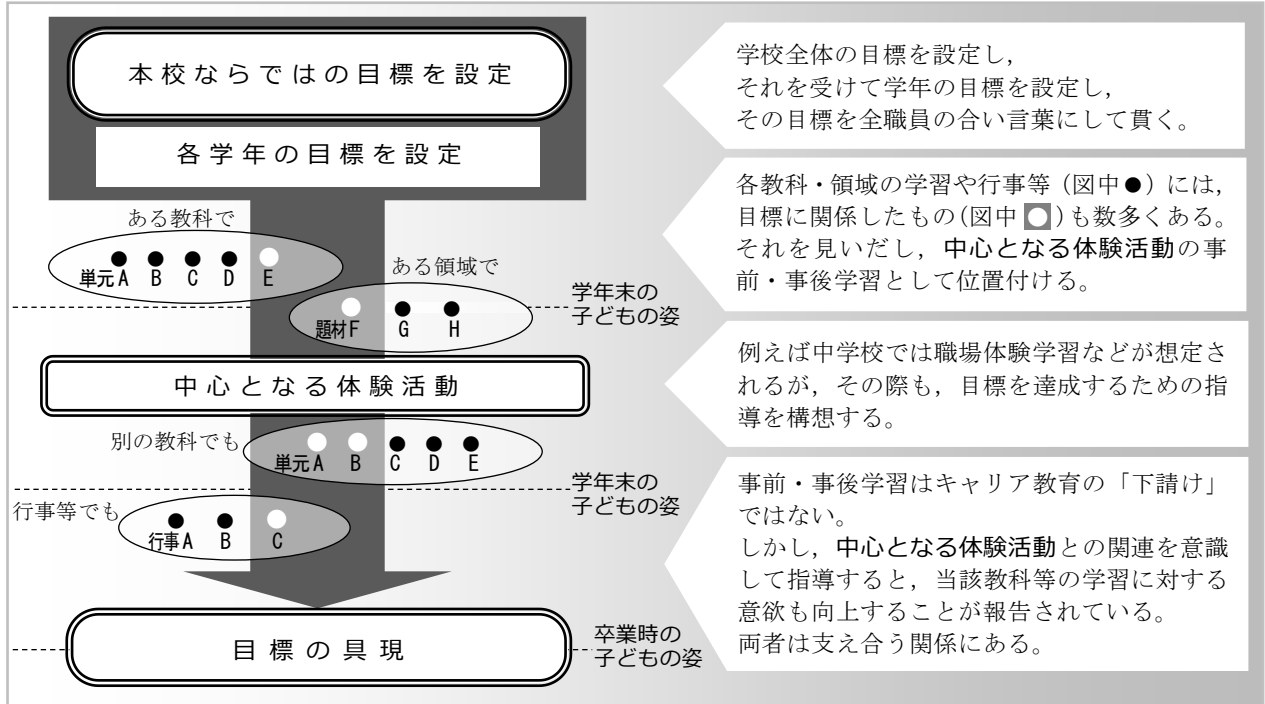 本校ならではの目標を設定
各学年の目標を設定
ある教科で
単元A B C D E
ある領域で
題材F G H
学年末の
子どもの姿
中心となる体験活動
別の教科でも
単元A B C D E
学年末の
子どもの姿
行事等でも
行事A B C
目標の具現
卒業時の
子どもの姿
学校全体の目標を設定し，
それを受けて学年の目標を設定し，
その目標を全職員の合い言葉にして貫く。
各教科・領域の学習や行事等（図中●）には，
目標に関係したもの(図中○)も数多くある。
それを見いだし，中心となる体験活動の事
前・事後学習として位置付ける。
例えば中学校では職場体験学習などが想定さ
れるが，その際も，目標を達成するための指
導を構想する。
事前・事後学習はキャリア教育の「下請け」
ではない。
しかし，中心となる体験活動との関連を意識
して指導すると，当該教科等の学習に対する
意欲も向上することが報告されている。
両者は支え合う関係にある。